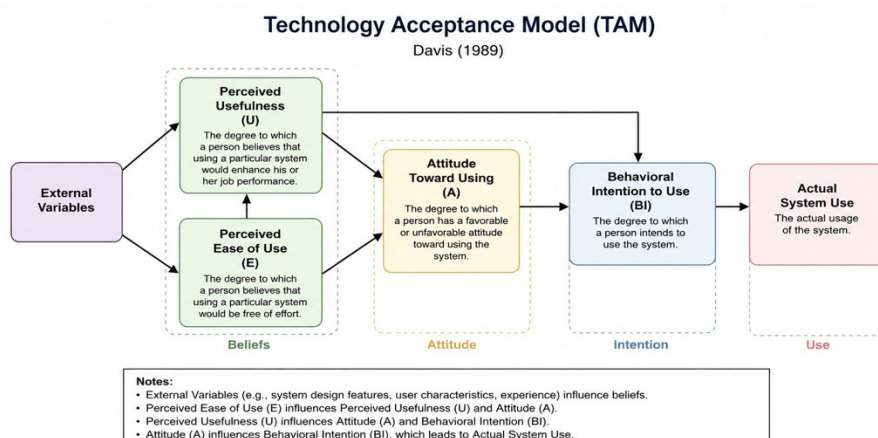 Technology Acceptance Model (TAM)
Davis (1989)
External
Variables
Perceived
Usefulness
(U)
The degree to which
a person believes that
using a particular system
would enhance his or
her job performance.
Perceived
Ease of Use
(E)
The degree to which
a person believes that
using a particular system
would be free of effort.
Beliefs
Attitude
Toward Using
(A)
The degree to which
a person has a favorable
or unfavorable attitude
toward using the
system.
Attitude
Behavioral
Intention to Use
(BI)
The degree to which
a person intends to
use the system.
Intention
Actual
System Use
The actual usage
of the system.
Use
Notes:
• External Variables (e.g., system design features, user characteristics, experience) influence beliefs.
• Perceived Ease of Use (E) influences Perceived Usefulness (U) and Attitude (A).
• Perceived Usefulness (U) influences Attitude (A) and Behavioral Intention (BI).
• Attitude (A) influences Behavioral Intention (BI), which leads to Actual System Use.